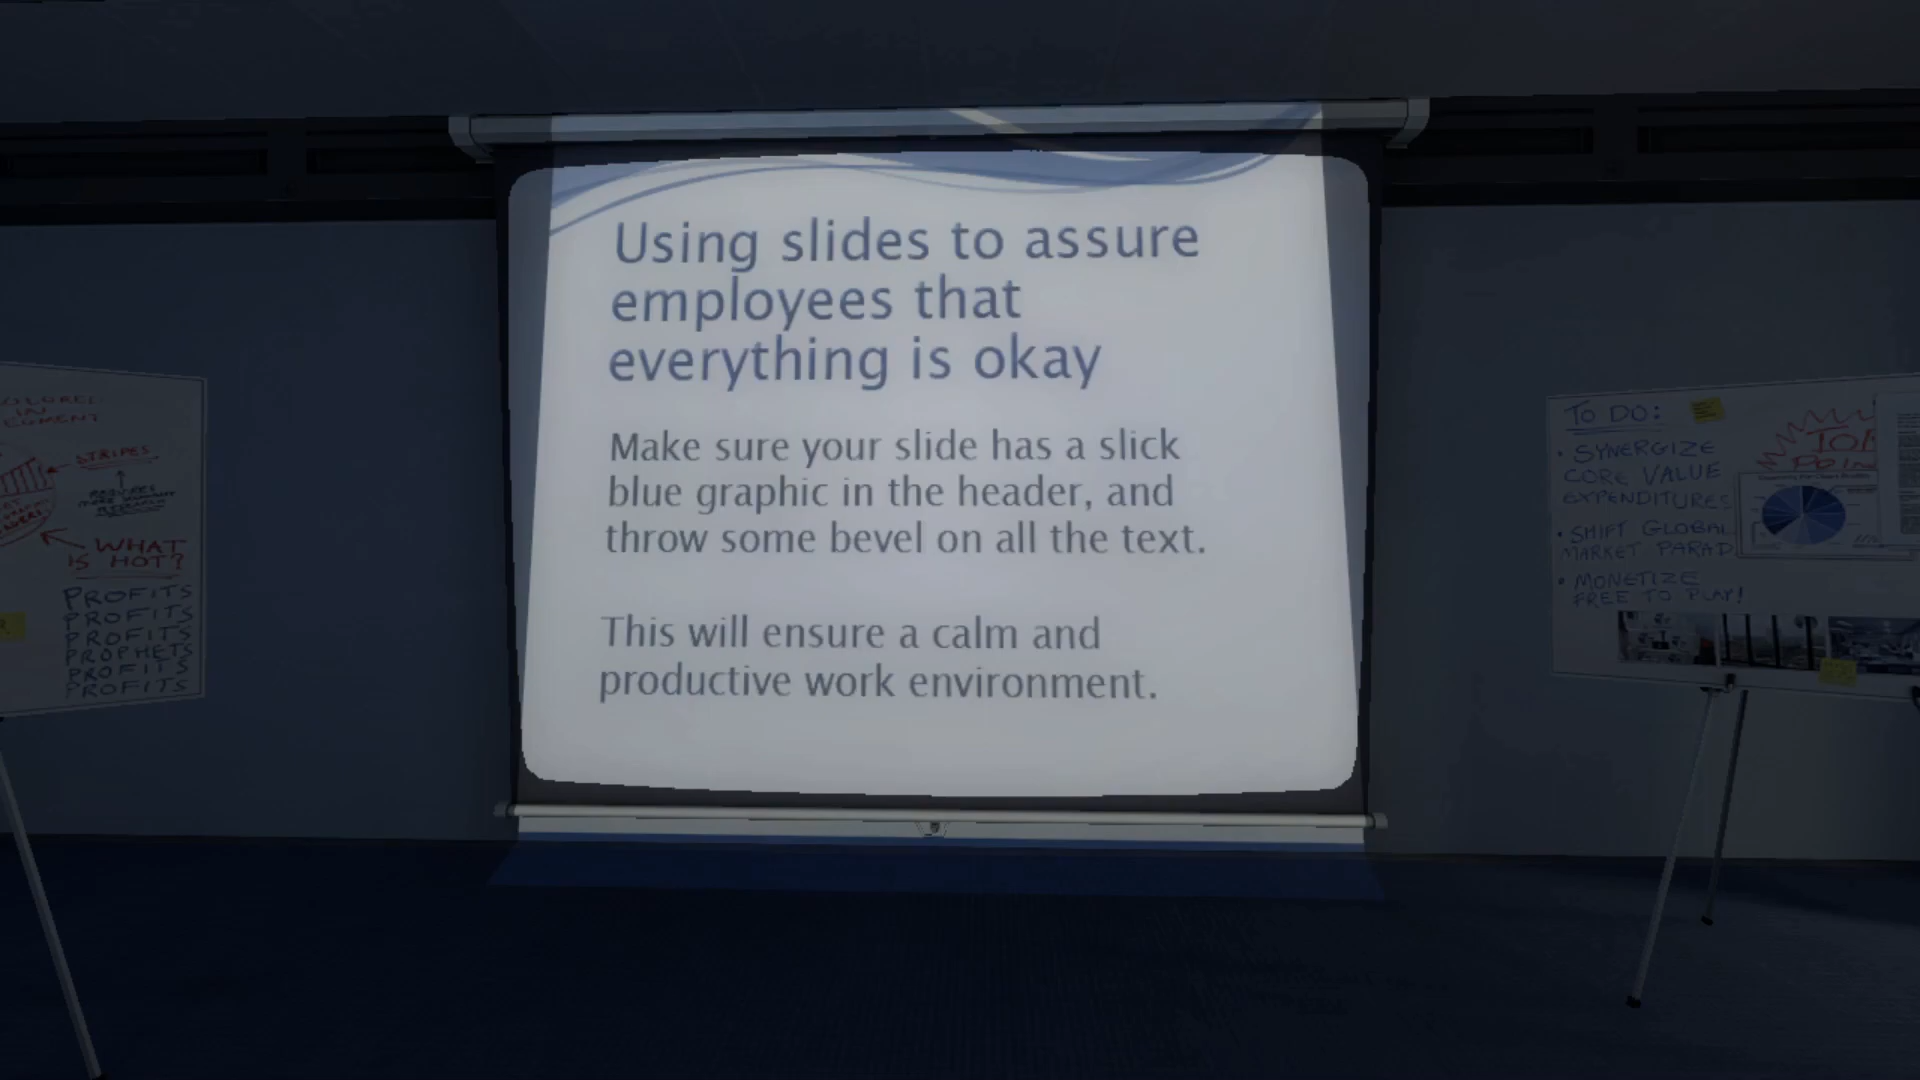 Using slides to assure
employees that
everything is okay
Make sure your slide has a slick
blue graphic in the header, and
throw some bevel on all the text.
This will ensure a calm and
productive work environment.
IN
STRIPES
REQUIRES
WHAT
IS HOT?
PROFITS
PROFITS
PROFITS
PROPHETS
PROFITS
PROFITS
TO DO:
• SYNERGIZE
CORE VALUE
EXPENDITURES
• SHIFT GLOBAL
MARKET PARAD
• MONETIZE
FREE TO PLAY!